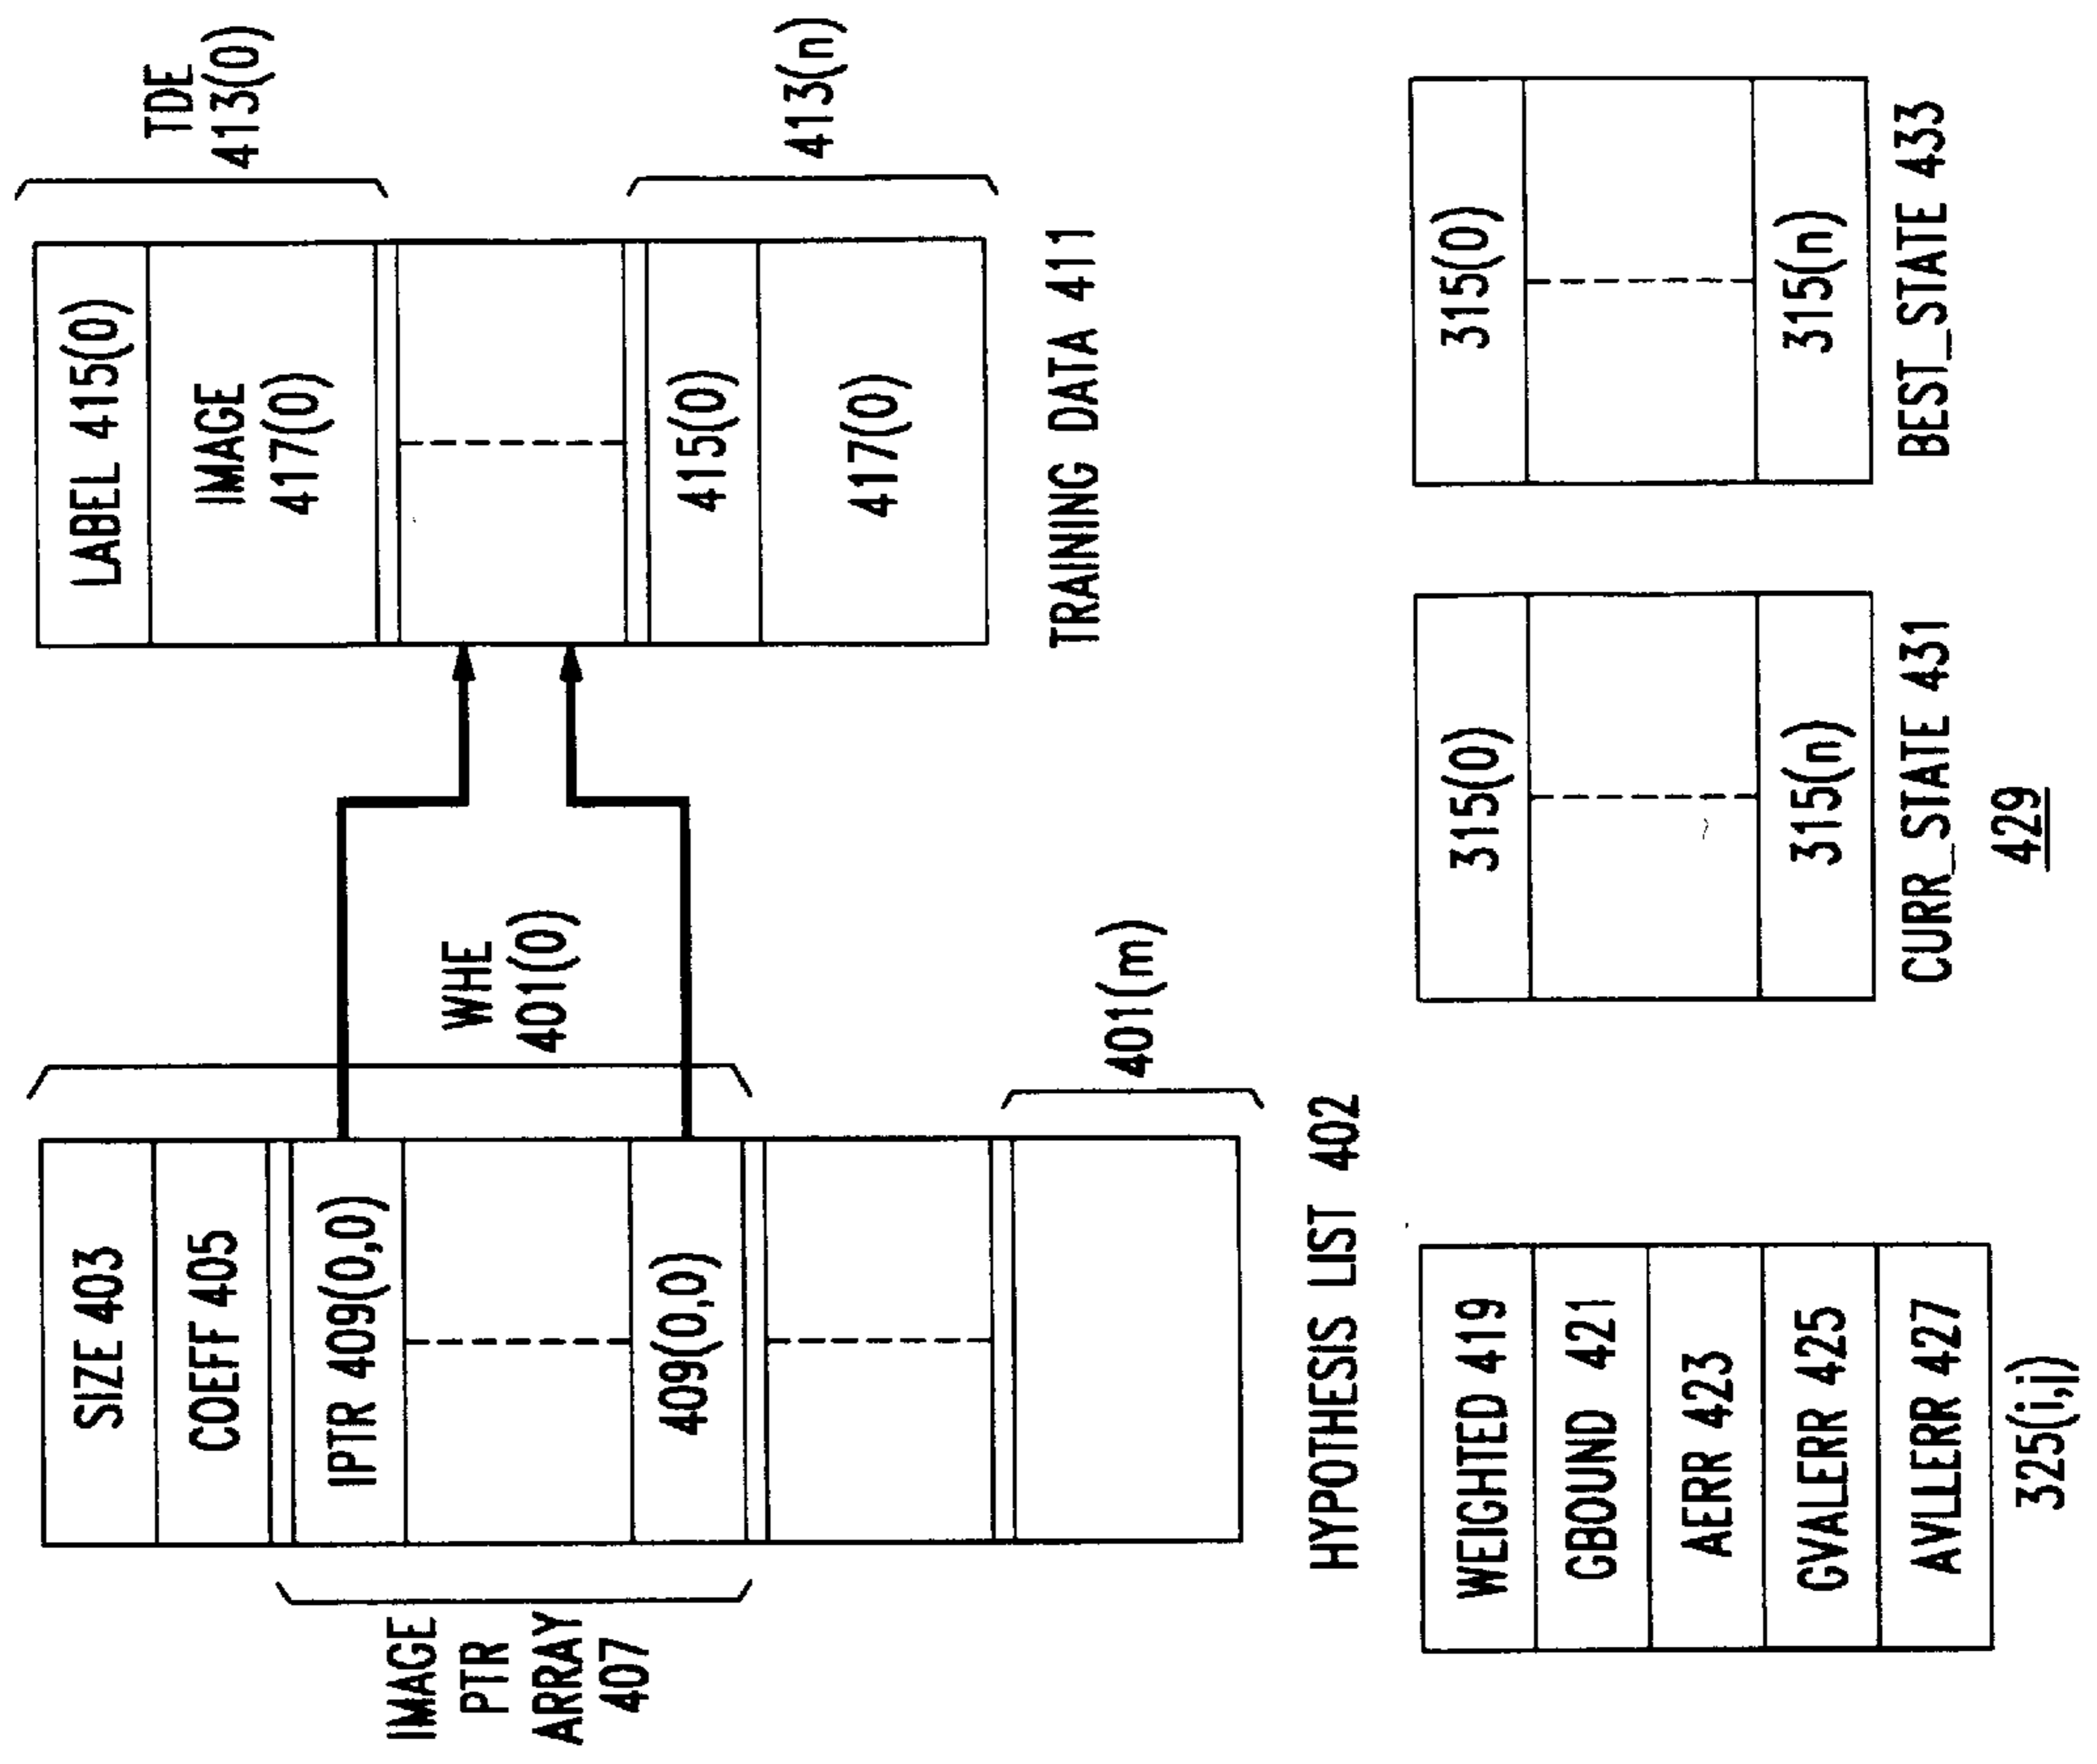 SIZE 403
COEFF 405
IPTR 409(0,0)
409(0,0)
IMAGE
PTR
ARRAY
407
WHE
401(0)
401(m)
HYPOTHESIS LIST 402
LABEL 415(0)
IMAGE
417(0)
415(0)
417(0)
TDE
413(0)
413(n)
TRAINING DATA 411
WEIGHTED 419
GBOUND 421
AERR 423
GVALERR 425
AVLLERR 427
325(i,j)
315(0)
315(n)
CURR_STATE 431
315(0)
315(n)
BEST_STATE 433
429